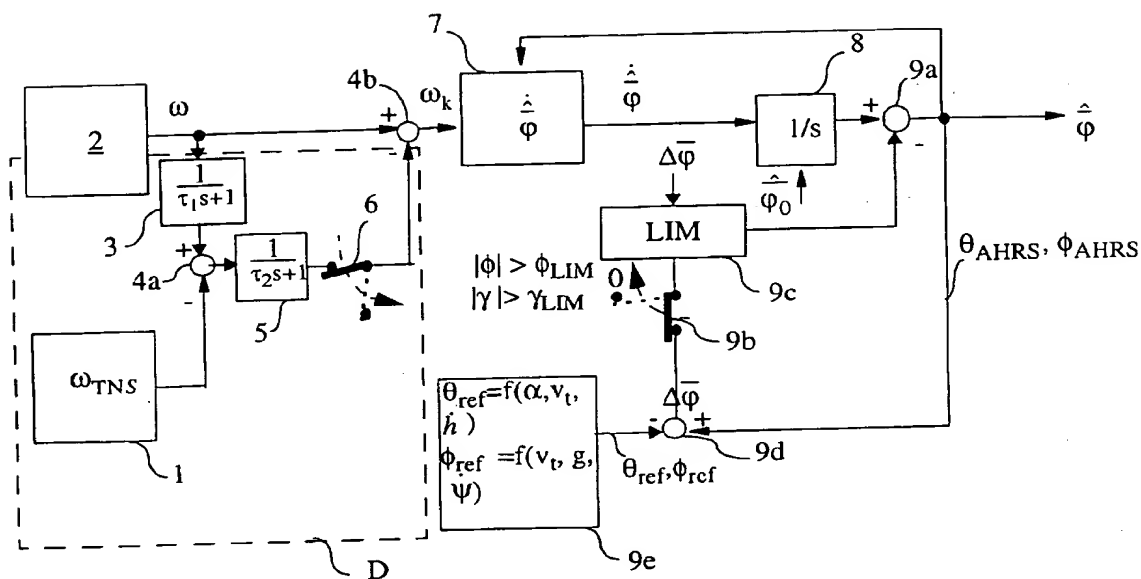 7
8
9a
4b
ω
ω_k
+
2
-
φ̂̇
φ̂̇
1/s
+
-
φ̂
Δφ̄
φ̂₀
1/(τ₁s+1)
3
+
4a
-
1/(τ₂s+1)
5
6
LIM
9c
|ϕ| > ϕ_LIM
|γ| > γ_LIM
0
9b
θ_AHRS, ϕ_AHRS
ω_TNS
1
θ_ref=f(α,v_t,
ḣ )
ϕ_ref =f(v_t, g,
ψ̇)
Δφ̄
-
+
9d
θ_ref,ϕ_ref
9e
D